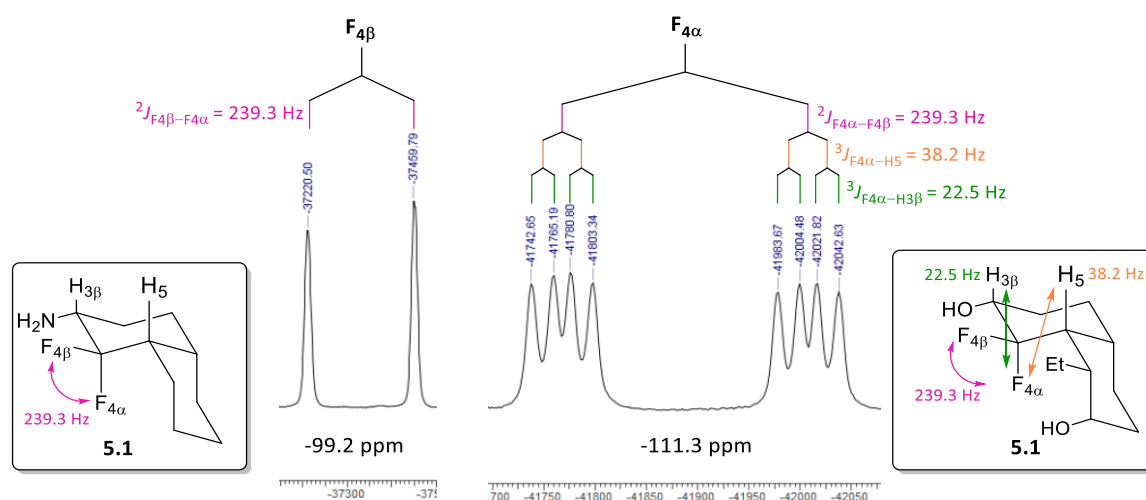 F4β
F4α
2JF4β–F4α = 239.3 Hz
2JF4α–F4β = 239.3 Hz
3JF4α–H5 = 38.2 Hz
3JF4α–H3β = 22.5 Hz
-37220.50
-37459.79
-41742.65
-41765.19
-41780.80
-41803.34
-41983.67
-42004.48
-42021.82
-42042.63
H3β
H5
H2N
F4β
F4α
239.3 Hz
5.1
22.5 Hz H3β
H5 38.2 Hz
HO
F4β
Et
F4α
239.3 Hz
HO
5.1
-99.2 ppm
-111.3 ppm
-37300
-375
700 -41750 -41800 -41850 -41900 -41950 -42000 -42050